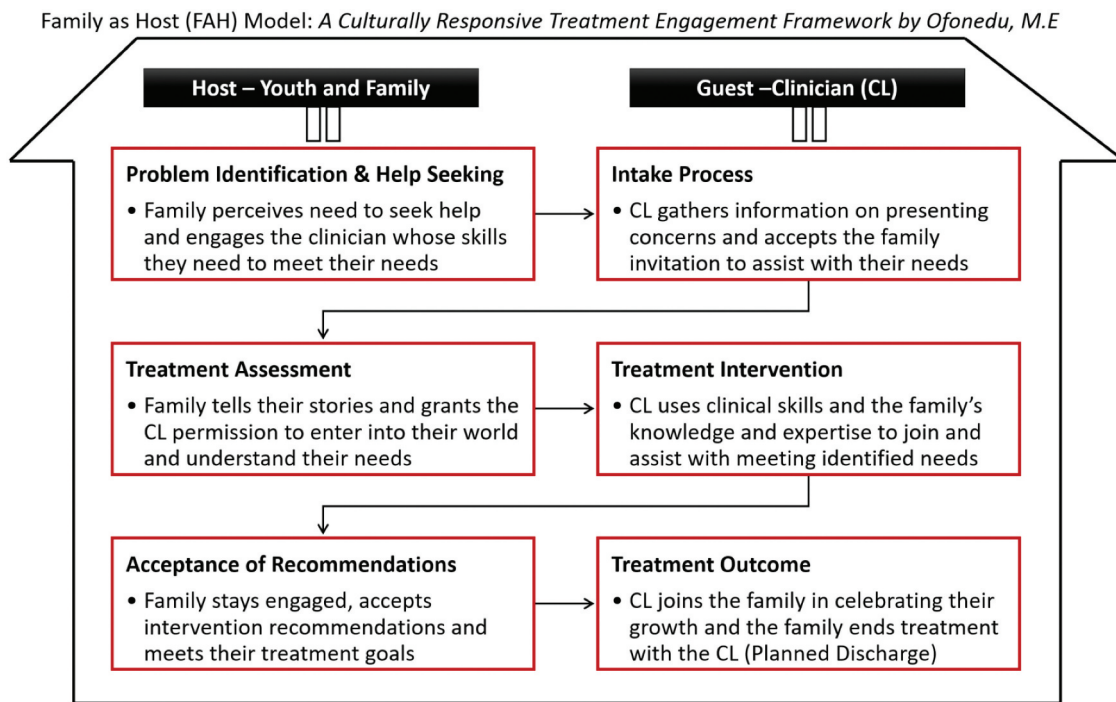 Family as Host (FAH) Model: A Culturally Responsive Treatment Engagement Framework by Ofonedu, M.E
Host – Youth and Family
Guest –Clinician (CL)
Problem Identification & Help Seeking
• Family perceives need to seek help
and engages the clinician whose skills
they need to meet their needs
Intake Process
• CL gathers information on presenting
concerns and accepts the family
invitation to assist with their needs
Treatment Assessment
• Family tells their stories and grants the
CL permission to enter into their world
and understand their needs
Treatment Intervention
• CL uses clinical skills and the family’s
knowledge and expertise to join and
assist with meeting identified needs
Acceptance of Recommendations
• Family stays engaged, accepts
intervention recommendations and
meets their treatment goals
Treatment Outcome
• CL joins the family in celebrating their
growth and the family ends treatment
with the CL (Planned Discharge)